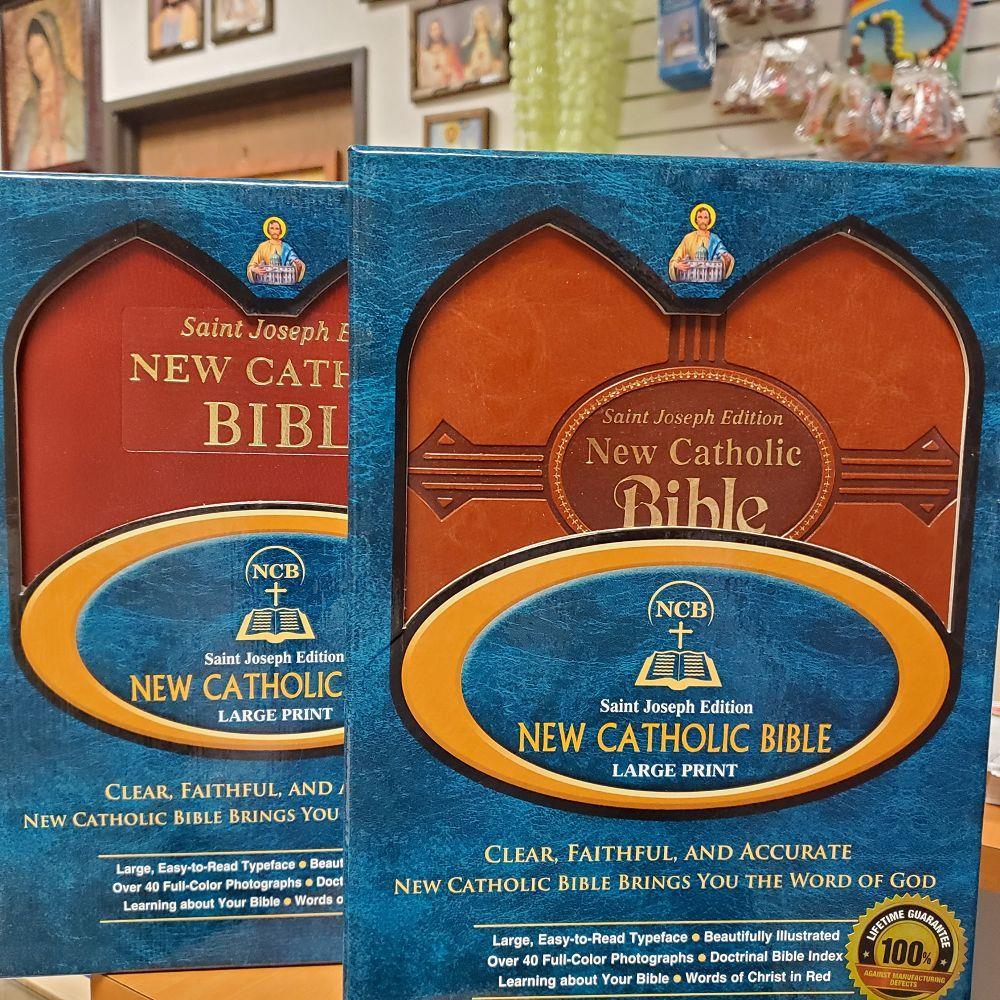 Saint Joseph E
NEW CATH
BIBL
NCB
Saint Joseph Edition
NEW CATHOLIC
LARGE PRINT
CLEAR, FAITHFUL, AND A
NEW CATHOLIC BIBLE BRINGS YOU
Large, Easy-to-Read Typeface • Beaut
Over 40 Full-Color Photographs • Doct
Learning about Your Bible • Words o
Saint Joseph Edition
New Catholic
Bible
NCB
Saint Joseph Edition
NEW CATHOLIC BIBLE
LARGE PRINT
CLEAR, FAITHFUL, AND ACCURATE
NEW CATHOLIC BIBLE BRINGS YOU THE WORD OF GOD
Large, Easy-to-Read Typeface • Beautifully Illustrated
Over 40 Full-Color Photographs • Doctrinal Bible Index
Learning about Your Bible • Words of Christ in Red
LIFETIME GUARANTEE
100%
AGAINST MANUFACTURING
DEFECTS